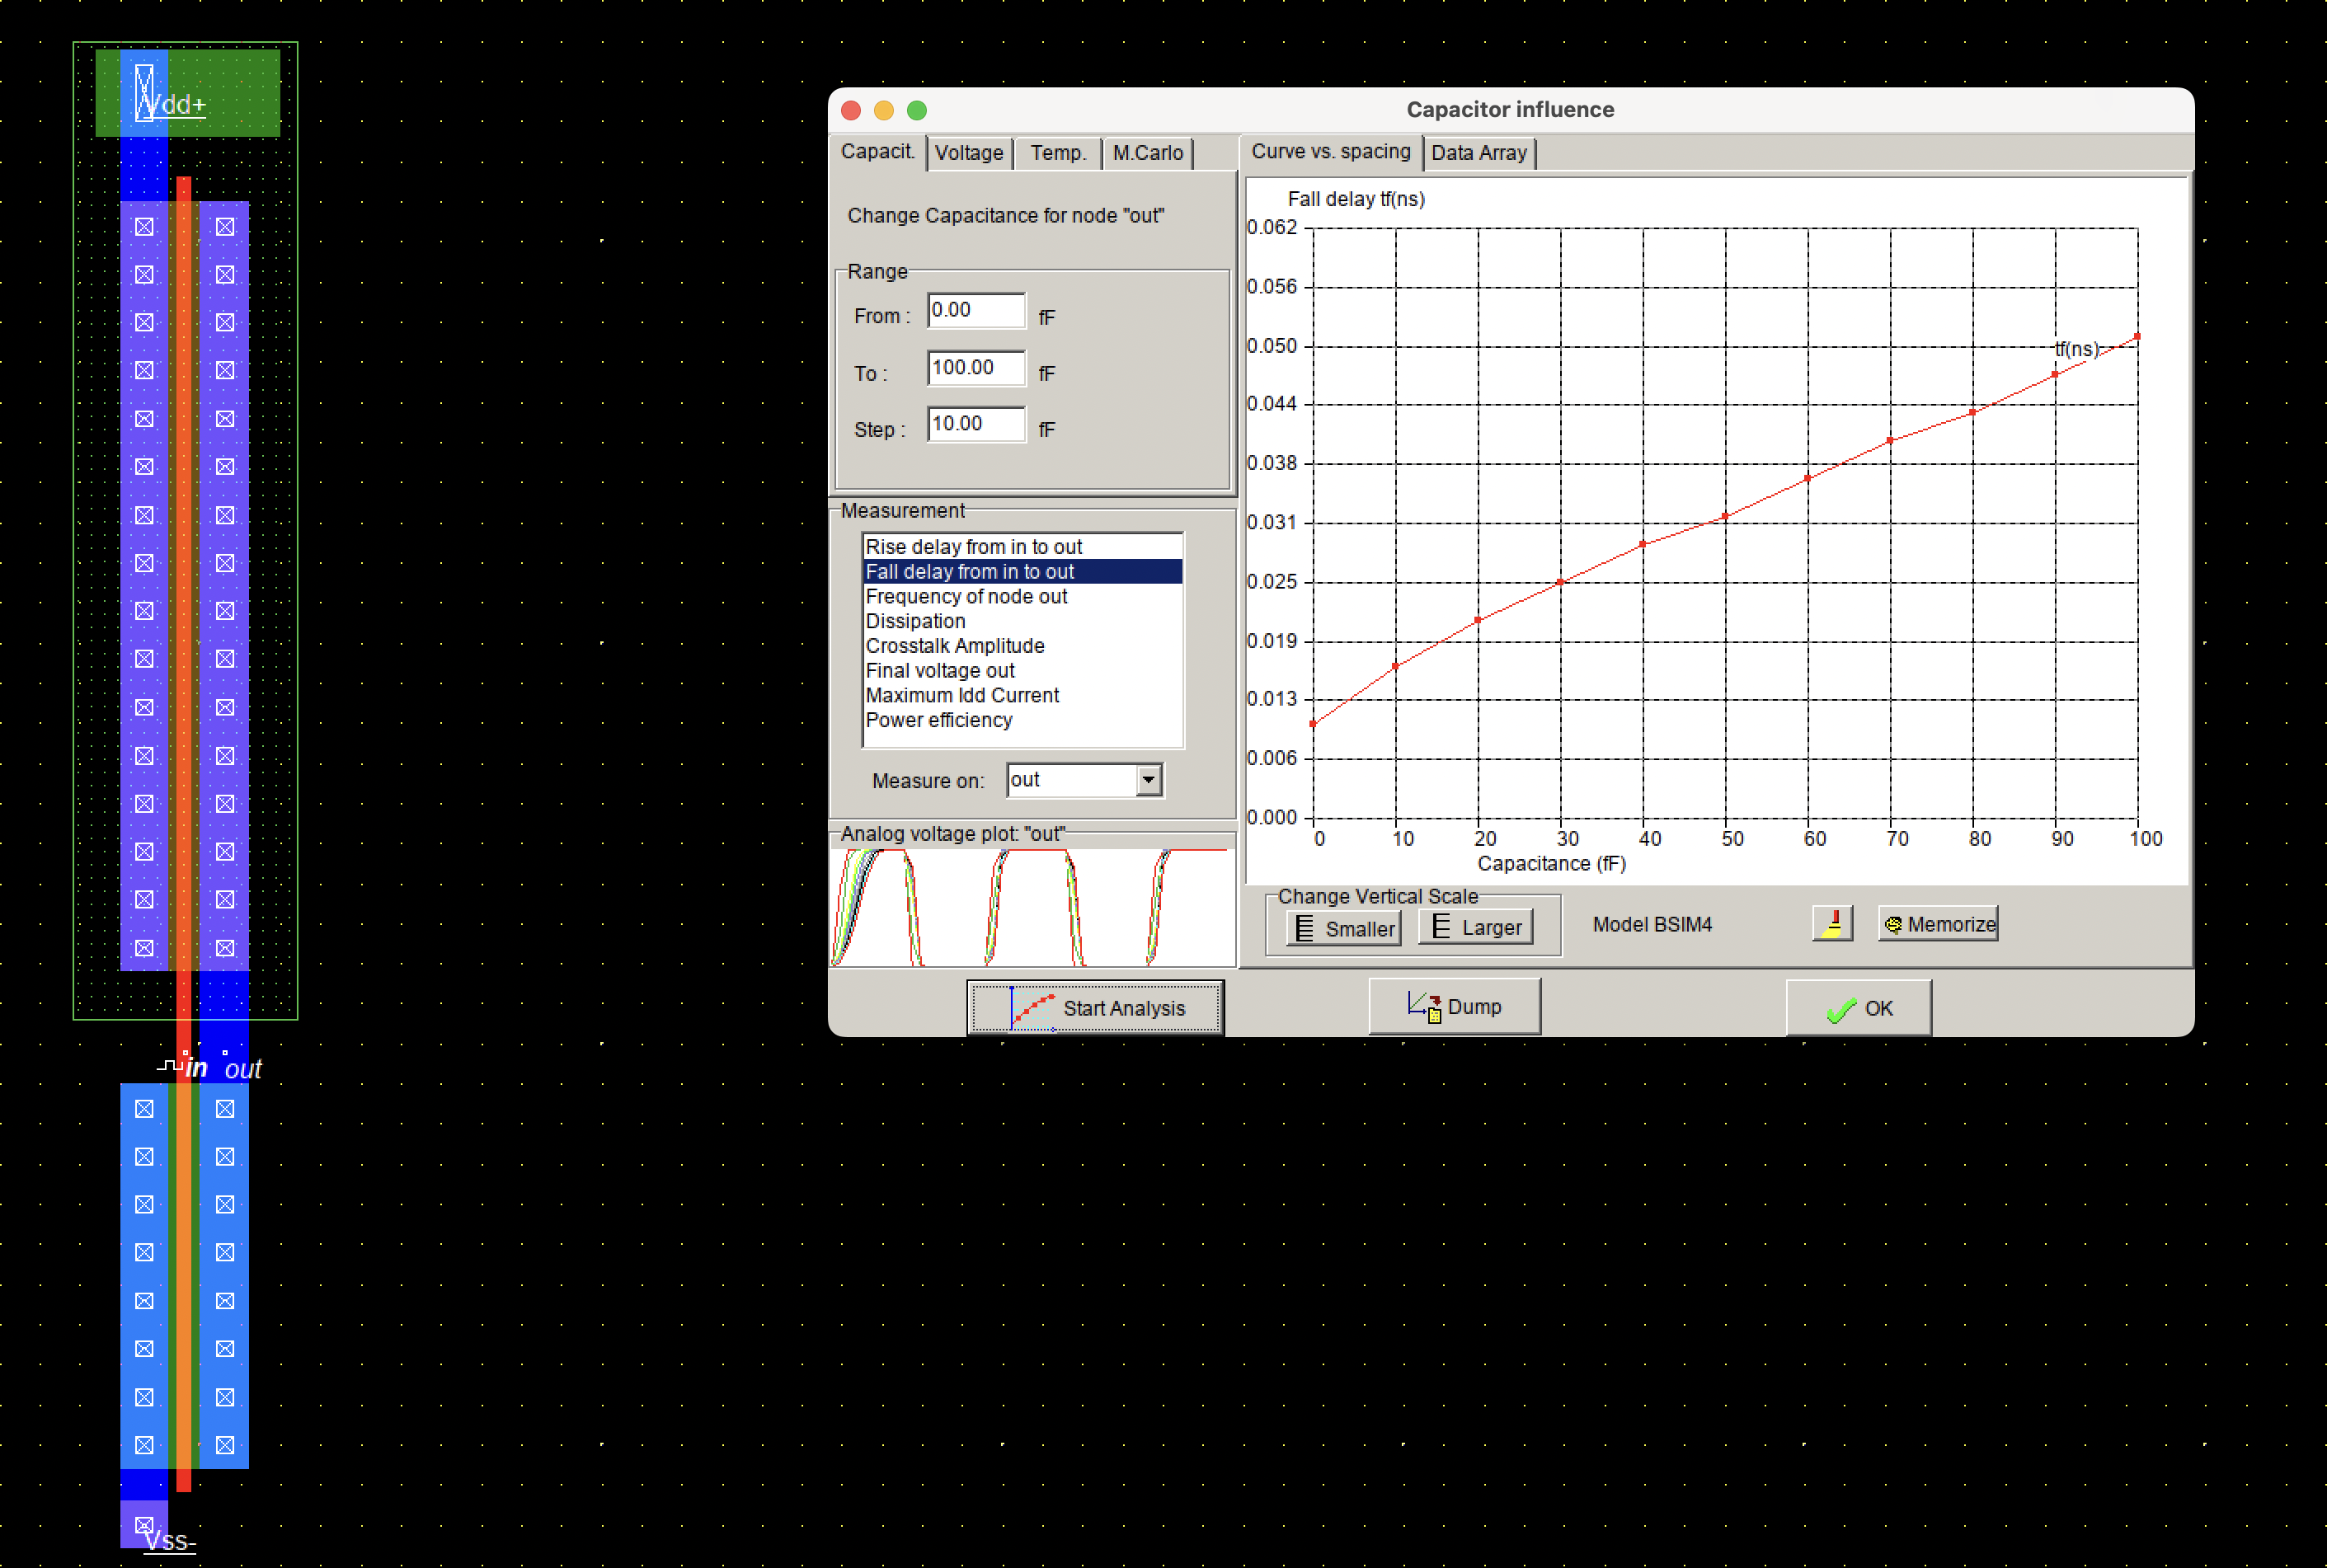 Vdd+
in out
Vss-
Capacitor influence
Capacit. Voltage Temp. M.Carlo
Change Capacitance for node "out"
Range
From : 0.00 fF
To : 100.00 fF
Step : 10.00 fF
Measurement
Rise delay from in to out
Fall delay from in to out
Frequency of node out
Dissipation
Crosstalk Amplitude
Final voltage out
Maximum Idd Current
Power efficiency
Measure on: out
Analog voltage plot: "out"
Curve vs. spacing Data Array
Fall delay tf(ns)
0.062
0.056
0.050
tf(ns)
0.044
0.038
0.031
0.025
0.019
0.013
0.006
0.000
0 10 20 30 40 50 60 70 80 90 100
Capacitance (fF)
Change Vertical Scale
Smaller Larger Model BSIM4 Memorize
Start Analysis Dump OK